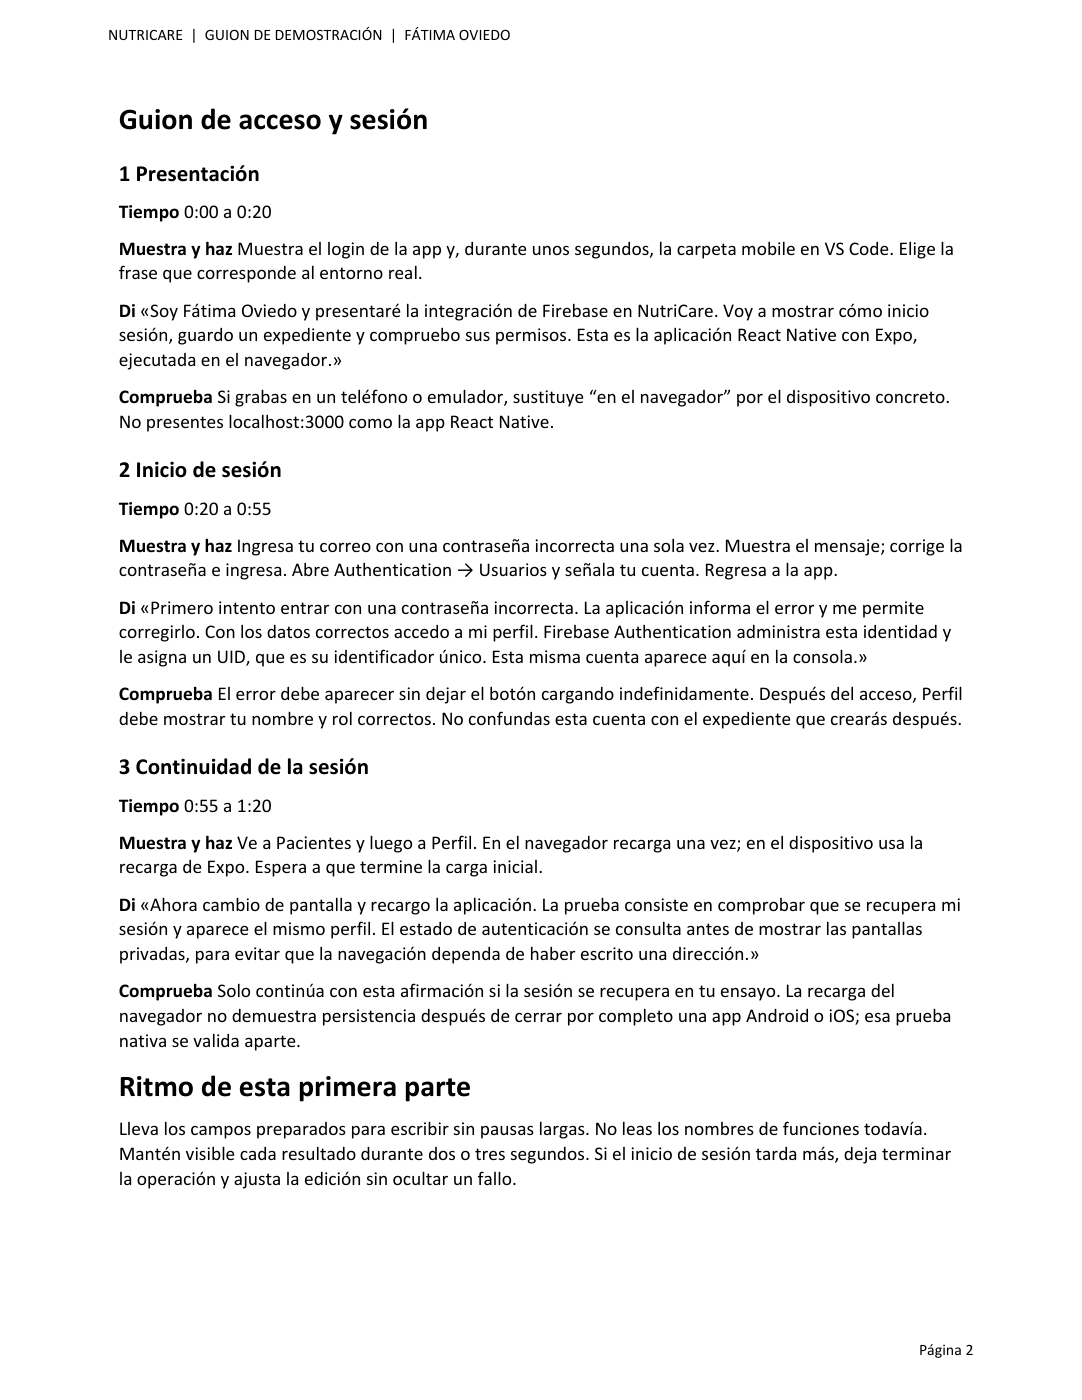 NUTRICARE | GUION DE DEMOSTRACIÓN | FÁTIMA OVIEDO
Guion de acceso y sesión
1 Presentación
Tiempo 0:00 a 0:20
Muestra y haz Muestra el login de la app y, durante unos segundos, la carpeta mobile en VS Code. Elige la
frase que corresponde al entorno real.
Di «Soy Fátima Oviedo y presentaré la integración de Firebase en NutriCare. Voy a mostrar cómo inicio
sesión, guardo un expediente y compruebo sus permisos. Esta es la aplicación React Native con Expo,
ejecutada en el navegador.»
Comprueba Si grabas en un teléfono o emulador, sustituye “en el navegador” por el dispositivo concreto.
No presentes localhost:3000 como la app React Native.
2 Inicio de sesión
Tiempo 0:20 a 0:55
Muestra y haz Ingresa tu correo con una contraseña incorrecta una sola vez. Muestra el mensaje; corrige la
contraseña e ingresa. Abre Authentication → Usuarios y señala tu cuenta. Regresa a la app.
Di «Primero intento entrar con una contraseña incorrecta. La aplicación informa el error y me permite
corregirlo. Con los datos correctos accedo a mi perfil. Firebase Authentication administra esta identidad y
le asigna un UID, que es su identificador único. Esta misma cuenta aparece aquí en la consola.»
Comprueba El error debe aparecer sin dejar el botón cargando indefinidamente. Después del acceso, Perfil
debe mostrar tu nombre y rol correctos. No confundas esta cuenta con el expediente que crearás después.
3 Continuidad de la sesión
Tiempo 0:55 a 1:20
Muestra y haz Ve a Pacientes y luego a Perfil. En el navegador recarga una vez; en el dispositivo usa la
recarga de Expo. Espera a que termine la carga inicial.
Di «Ahora cambio de pantalla y recargo la aplicación. La prueba consiste en comprobar que se recupera mi
sesión y aparece el mismo perfil. El estado de autenticación se consulta antes de mostrar las pantallas
privadas, para evitar que la navegación dependa de haber escrito una dirección.»
Comprueba Solo continúa con esta afirmación si la sesión se recupera en tu ensayo. La recarga del
navegador no demuestra persistencia después de cerrar por completo una app Android o iOS; esa prueba
nativa se valida aparte.
Ritmo de esta primera parte
Lleva los campos preparados para escribir sin pausas largas. No leas los nombres de funciones todavía.
Mantén visible cada resultado durante dos o tres segundos. Si el inicio de sesión tarda más, deja terminar
la operación y ajusta la edición sin ocultar un fallo.
Página 2